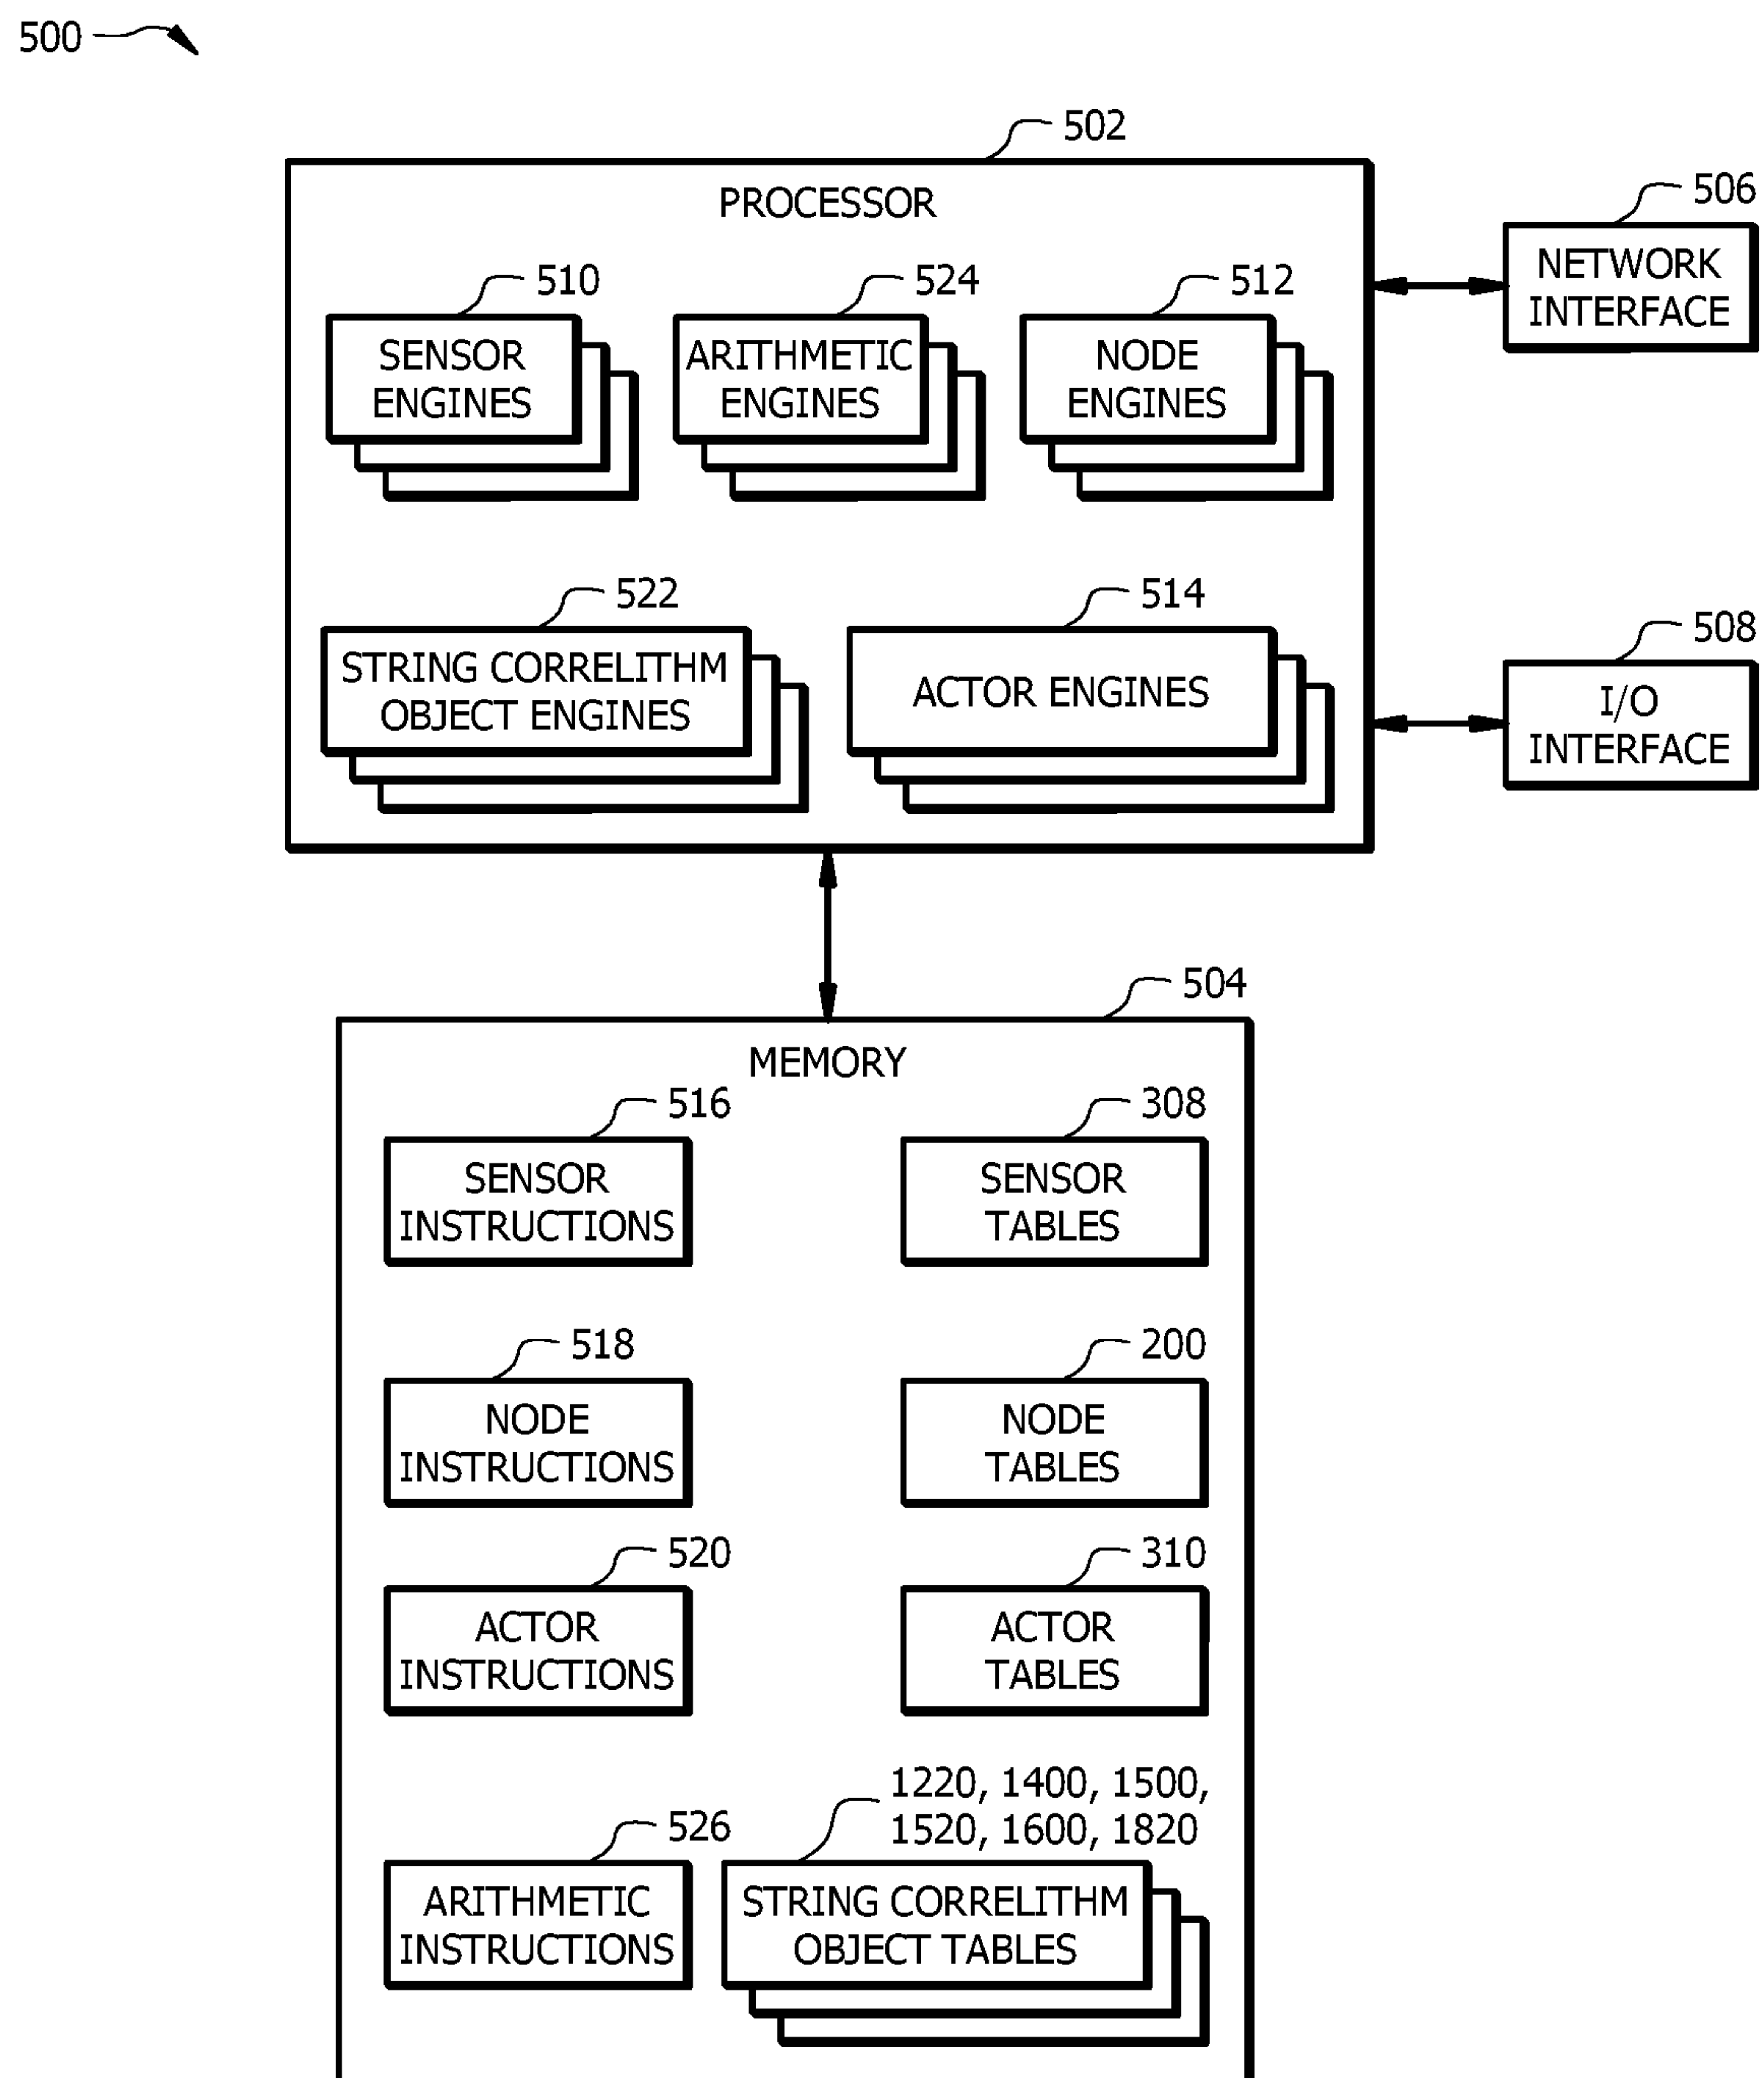 500
502
PROCESSOR
506
NETWORK
INTERFACE
510
SENSOR
ENGINES
524
ARITHMETIC
ENGINES
512
NODE
ENGINES
522
STRING CORRELITHM
OBJECT ENGINES
514
ACTOR ENGINES
508
I/O
INTERFACE
504
MEMORY
516
SENSOR
INSTRUCTIONS
308
SENSOR
TABLES
518
NODE
INSTRUCTIONS
200
NODE
TABLES
520
ACTOR
INSTRUCTIONS
310
ACTOR
TABLES
526
ARITHMETIC
INSTRUCTIONS
1220, 1400, 1500,
1520, 1600, 1820
STRING CORRELITHM
OBJECT TABLES